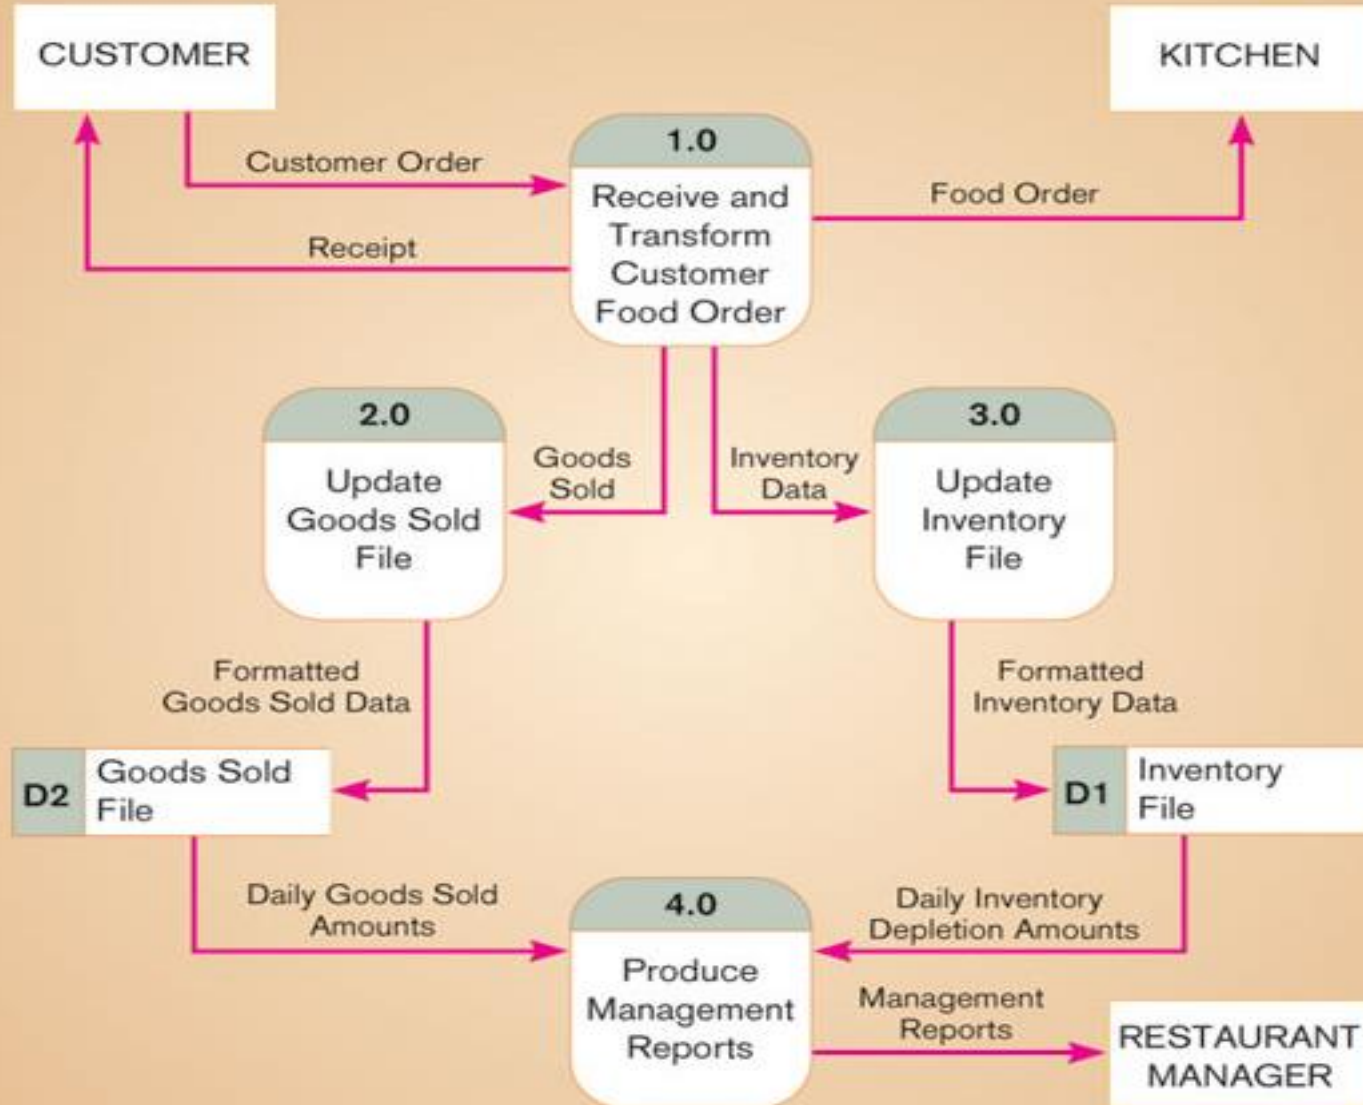 CUSTOMER
KITCHEN
1.0
Receive and
Transform
Customer
Food Order
Customer Order
Receipt
Food Order
2.0
Update
Goods Sold
File
Goods
Sold
Inventory
Data
3.0
Update
Inventory
File
Formatted
Goods Sold Data
Formatted
Inventory Data
D2
Goods Sold
File
D1
Inventory
File
Daily Goods Sold
Amounts
4.0
Produce
Management
Reports
Daily Inventory
Depletion Amounts
Management
Reports
RESTAURANT
MANAGER